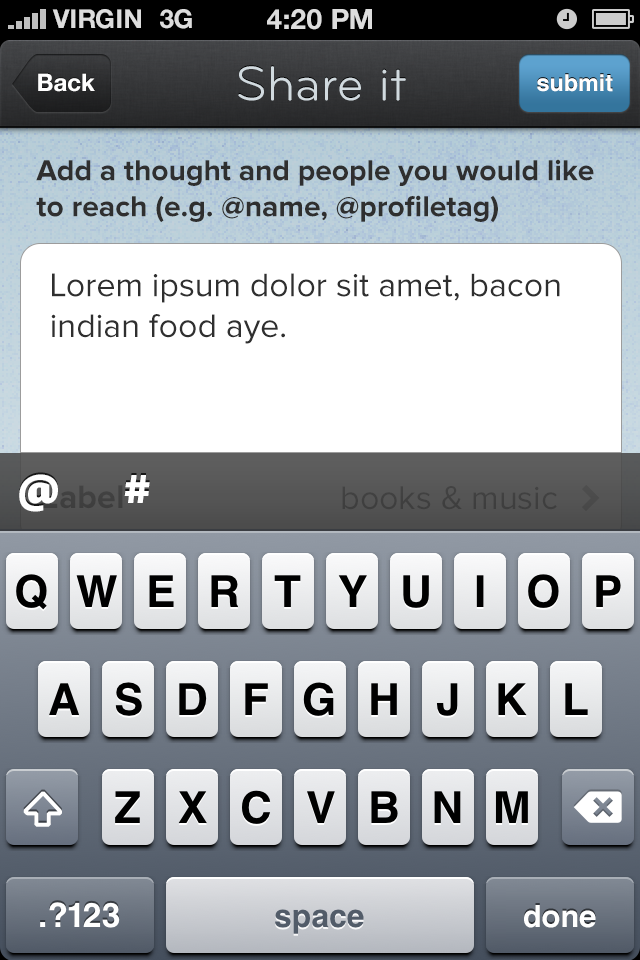 VIRGIN 3G 4:20 PM
Back Share it submit
Add a thought and people you would like
to reach (e.g. @name, @profiletag)
Lorem ipsum dolor sit amet, bacon
indian food aye.
@ Label # books & music
Q W E R T Y U I O P
A S D F G H J K L
Z X C V B N M
.?123 space done